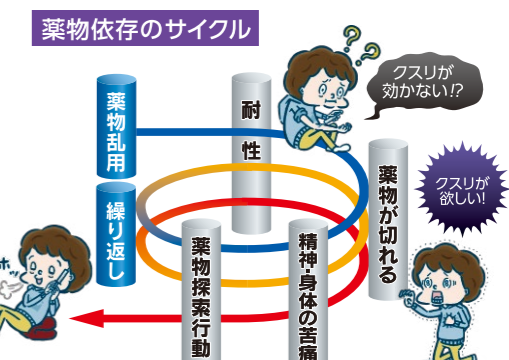 薬物依存のサイクル
クスリが
効かない!?
薬物乱用
耐性
薬物が切れる
クスリが
欲しい!
繰り返し
ホッ
薬物探索行動
精神・身体の苦痛